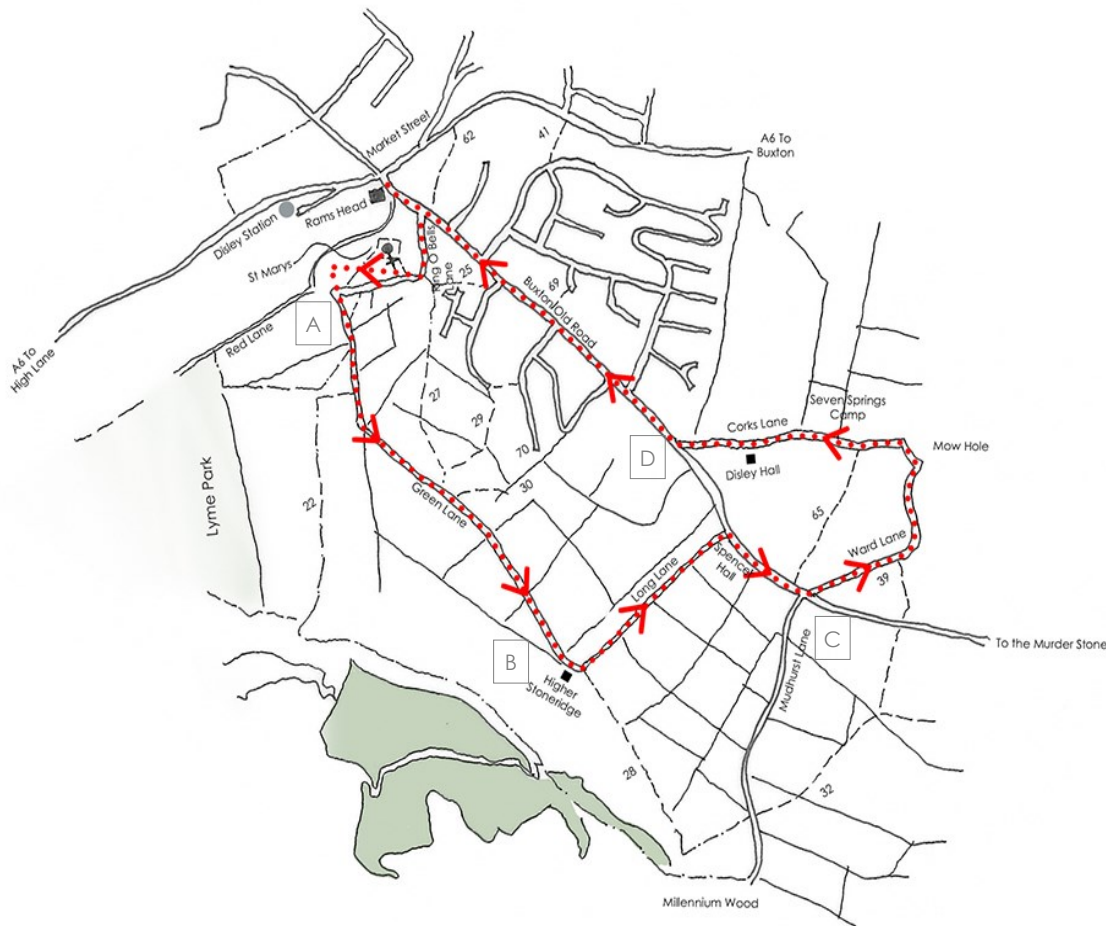 Market Street
62
41
A6 To
Buxton
Disley Station
Rams Head
St Marys
Ring O Bells
Lane
25
69
Buxton Old Road
A
Red Lane
A6 To
High Lane
27
29
70
30
Lyme Park
22
Green Lane
Corks Lane
Seven Springs
Camp
Mow Hole
D
Disley Hall
65
Ward Lane
39
Long Lane
Spencer
Hall
C
To the Murder Stone
Mudhurst Lane
B
Higher
Stoneridge
28
32
Millennium Wood